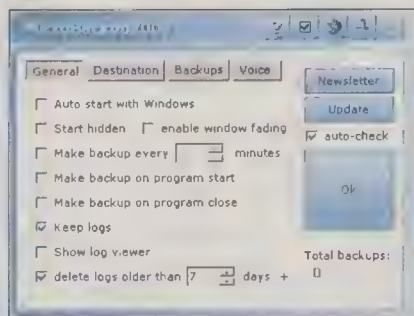 General Destination Backups Voice
Auto start with Windows
Start hidden enable window fading
Make backup every minutes
Make backup on program start
Make backup on program close
Keep logs
Show log viewer
delete logs older than 7 days +
Newsletter
Update
auto-check
Ok
Total backups:
0